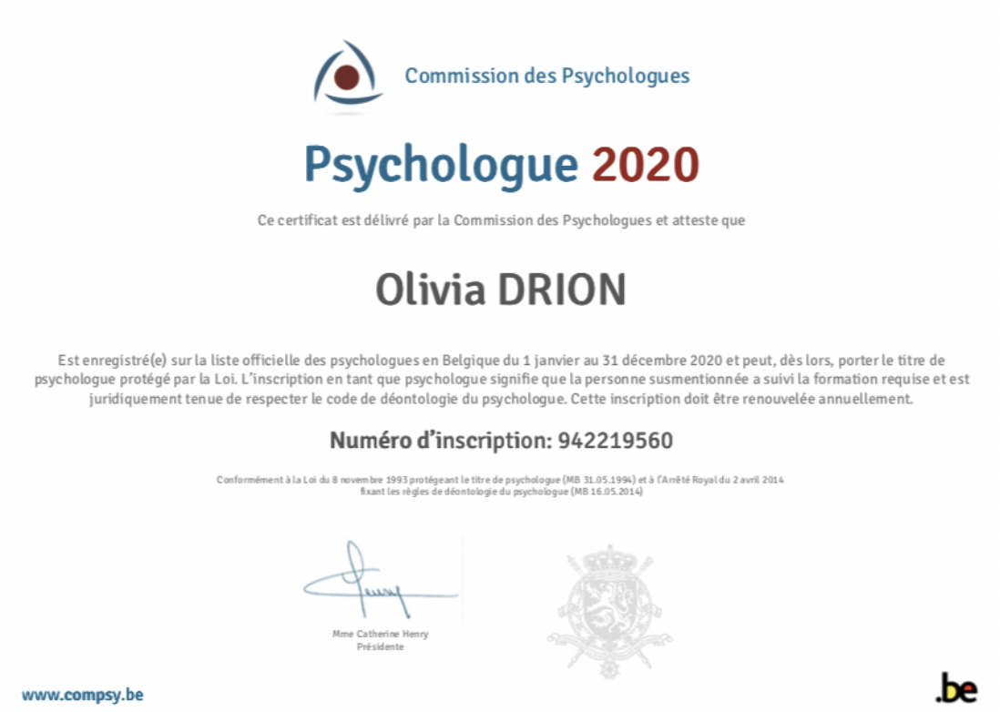 Commission des Psychologues
Psychologue 2020
Ce certificat est délivré par la Commission des Psychologues et atteste que
Olivia DRION
Est enregistré(e) sur la liste officielle des psychologues en Belgique du 1 janvier au 31 décembre 2020 et peut, dès lors, porter le titre de
psychologue protégé par la Loi. L'inscription en tant que psychologue signifie que la personne susmentionnée a suivi la formation requise et est
juridiquement tenue de respecter le code de déontologie du psychologue. Cette inscription doit être renouvelée annuellement.
Numéro d'inscription: 942219560
Conformément à la Loi du 8 novembre 1993 protégeant le titre de psychologue (MB 31.05.1994) et à l'Arrêté Royal du 2 avril 2014
fixant les règles de déontologie du psychologue (MB 16.05.2014)
Mme Catherine Henry
Présidente
www.compsy.be
.be